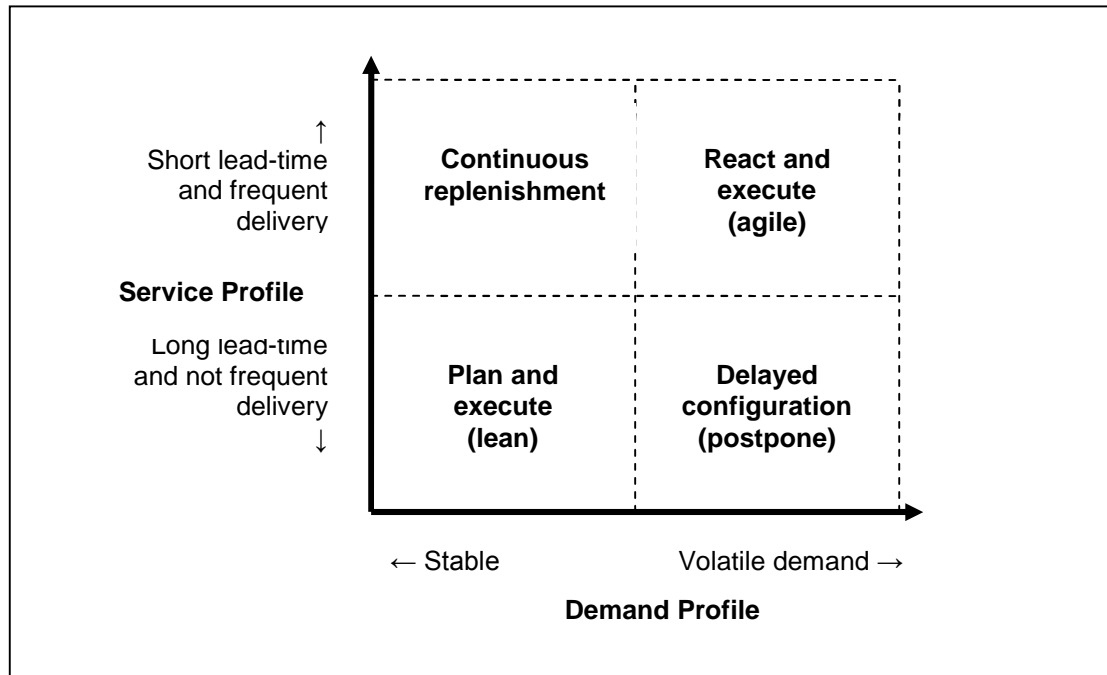 ↑
Short lead-time
and frequent
delivery
Service Profile
Long lead-time
and not frequent
delivery
↓
Continuous
replenishment
React and
execute
(agile)
Plan and
execute
(lean)
Delayed
configuration
(postpone)
← Stable
Volatile demand →
Demand Profile